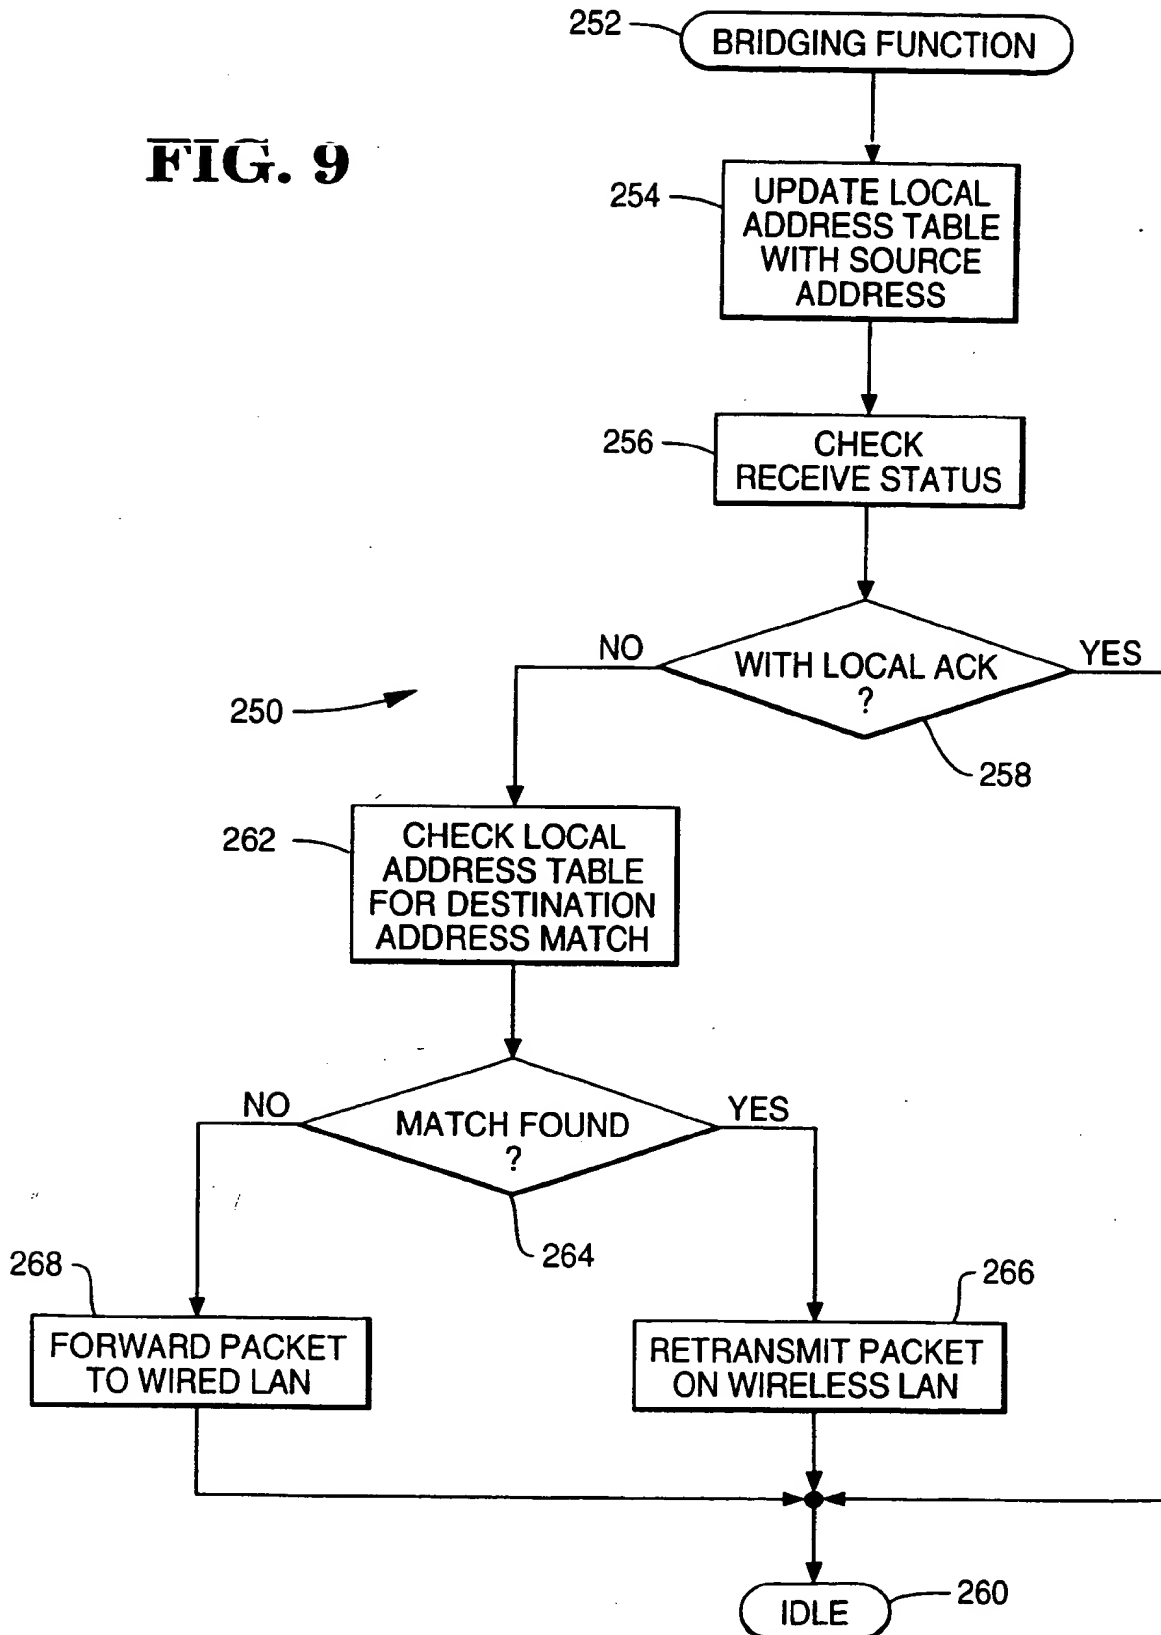 252
BRIDGING FUNCTION
FIG. 9
254
UPDATE LOCAL
ADDRESS TABLE
WITH SOURCE
ADDRESS
256
CHECK
RECEIVE STATUS
NO
WITH LOCAL ACK
?
YES
250
258
262
CHECK LOCAL
ADDRESS TABLE
FOR DESTINATION
ADDRESS MATCH
NO
MATCH FOUND
?
YES
264
268
266
FORWARD PACKET
TO WIRED LAN
RETRANSMIT PACKET
ON WIRELESS LAN
IDLE
260